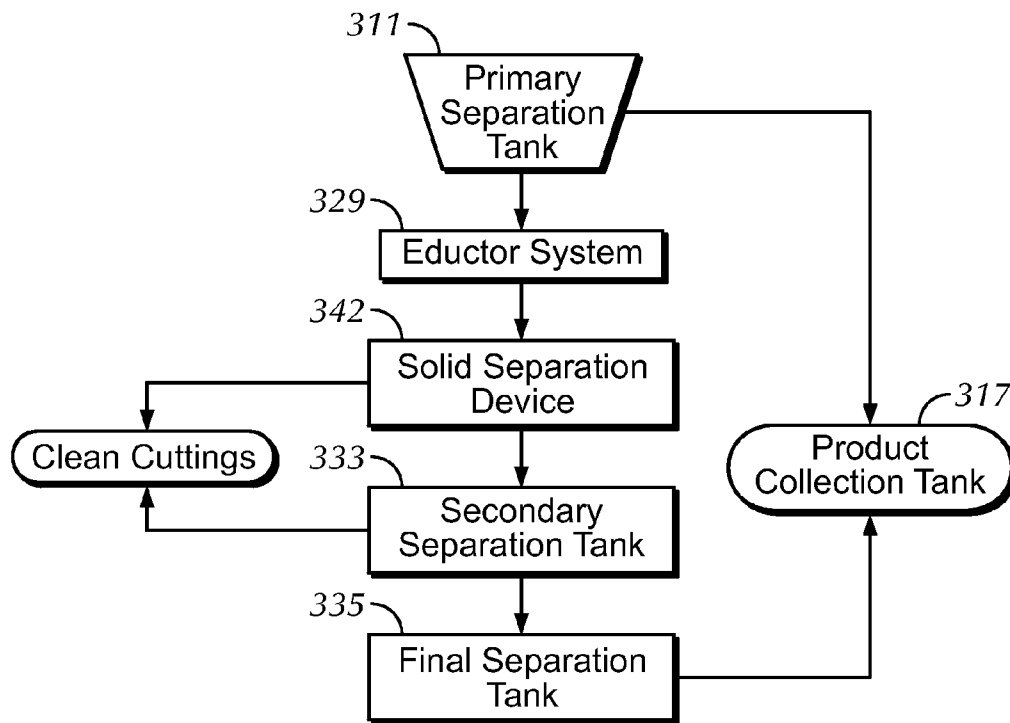 311
Primary
Separation
Tank
329
Eductor System
342
Solid Separation
Device
Clean Cuttings
317
Product
Collection Tank
333
Secondary
Separation Tank
335
Final Separation
Tank